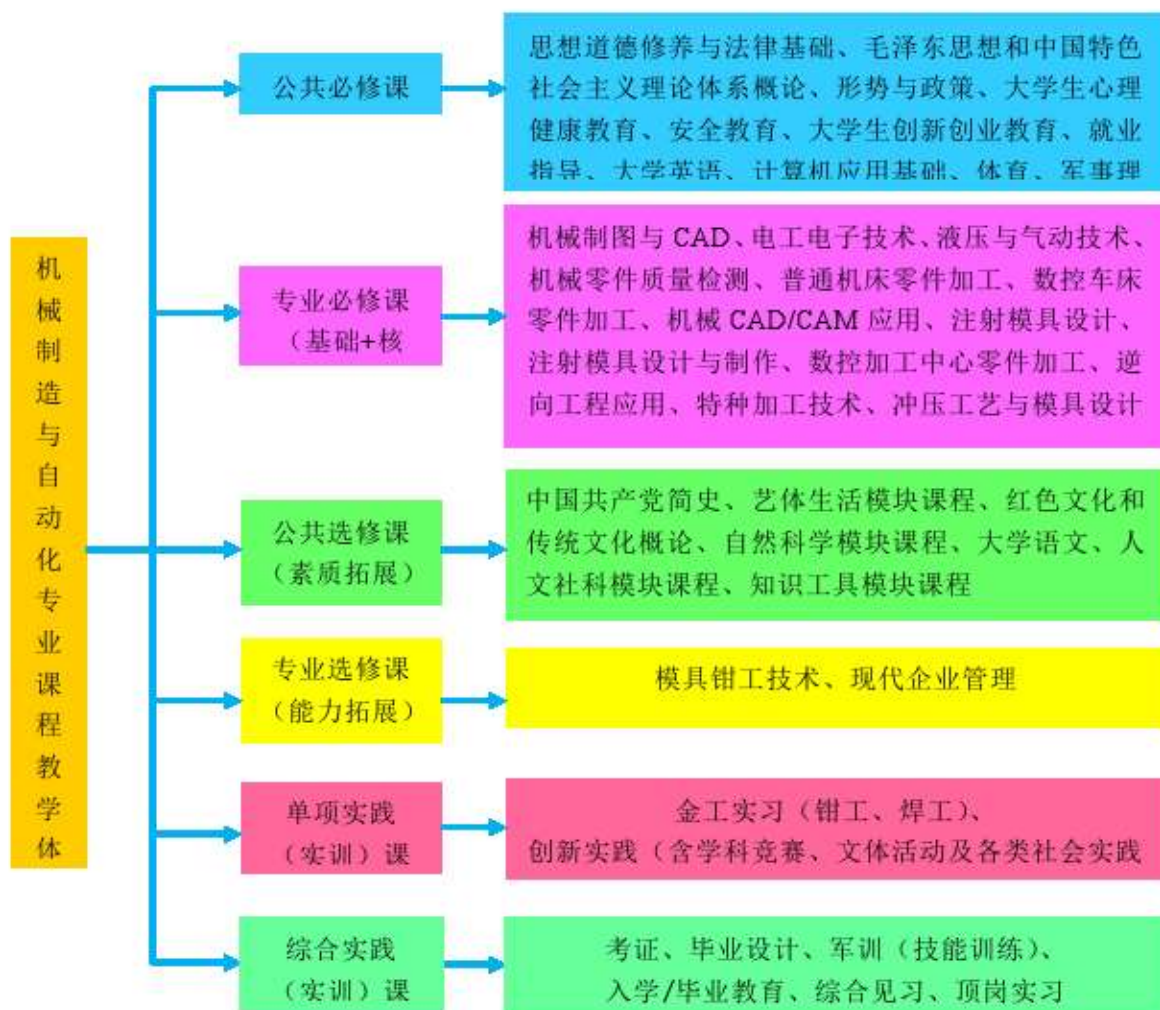 机械制造与自动化专业课程教学体
公共必修课
思想道德修养与法律基础、毛泽东思想和中国特色
社会主义理论体系概论、形势与政策、大学生心理
健康教育、安全教育、大学生创新创业教育、就业
指导、大学英语、计算机应用基础、体育、军事理
专业必修课
（基础+核
机械制图与 CAD、电工电子技术、液压与气动技术、
机械零件质量检测、普通机床零件加工、数控车床
零件加工、机械 CAD/CAM 应用、注射模具设计、
注射模具设计与制作、数控加工中心零件加工、逆
向工程应用、特种加工技术、冲压工艺与模具设计
公共选修课
（素质拓展）
中国共产党简史、艺体生活模块课程、红色文化和
传统文化概论、自然科学模块课程、大学语文、人
文社科模块课程、知识工具模块课程
专业选修课
（能力拓展）
模具钳工技术、现代企业管理
单项实践
（实训）课
金工实习（钳工、焊工）、
创新实践（含学科竞赛、文体活动及各类社会实践
综合实践
（实训）课
考证、毕业设计、军训（技能训练）、
入学/毕业教育、综合见习、顶岗实习